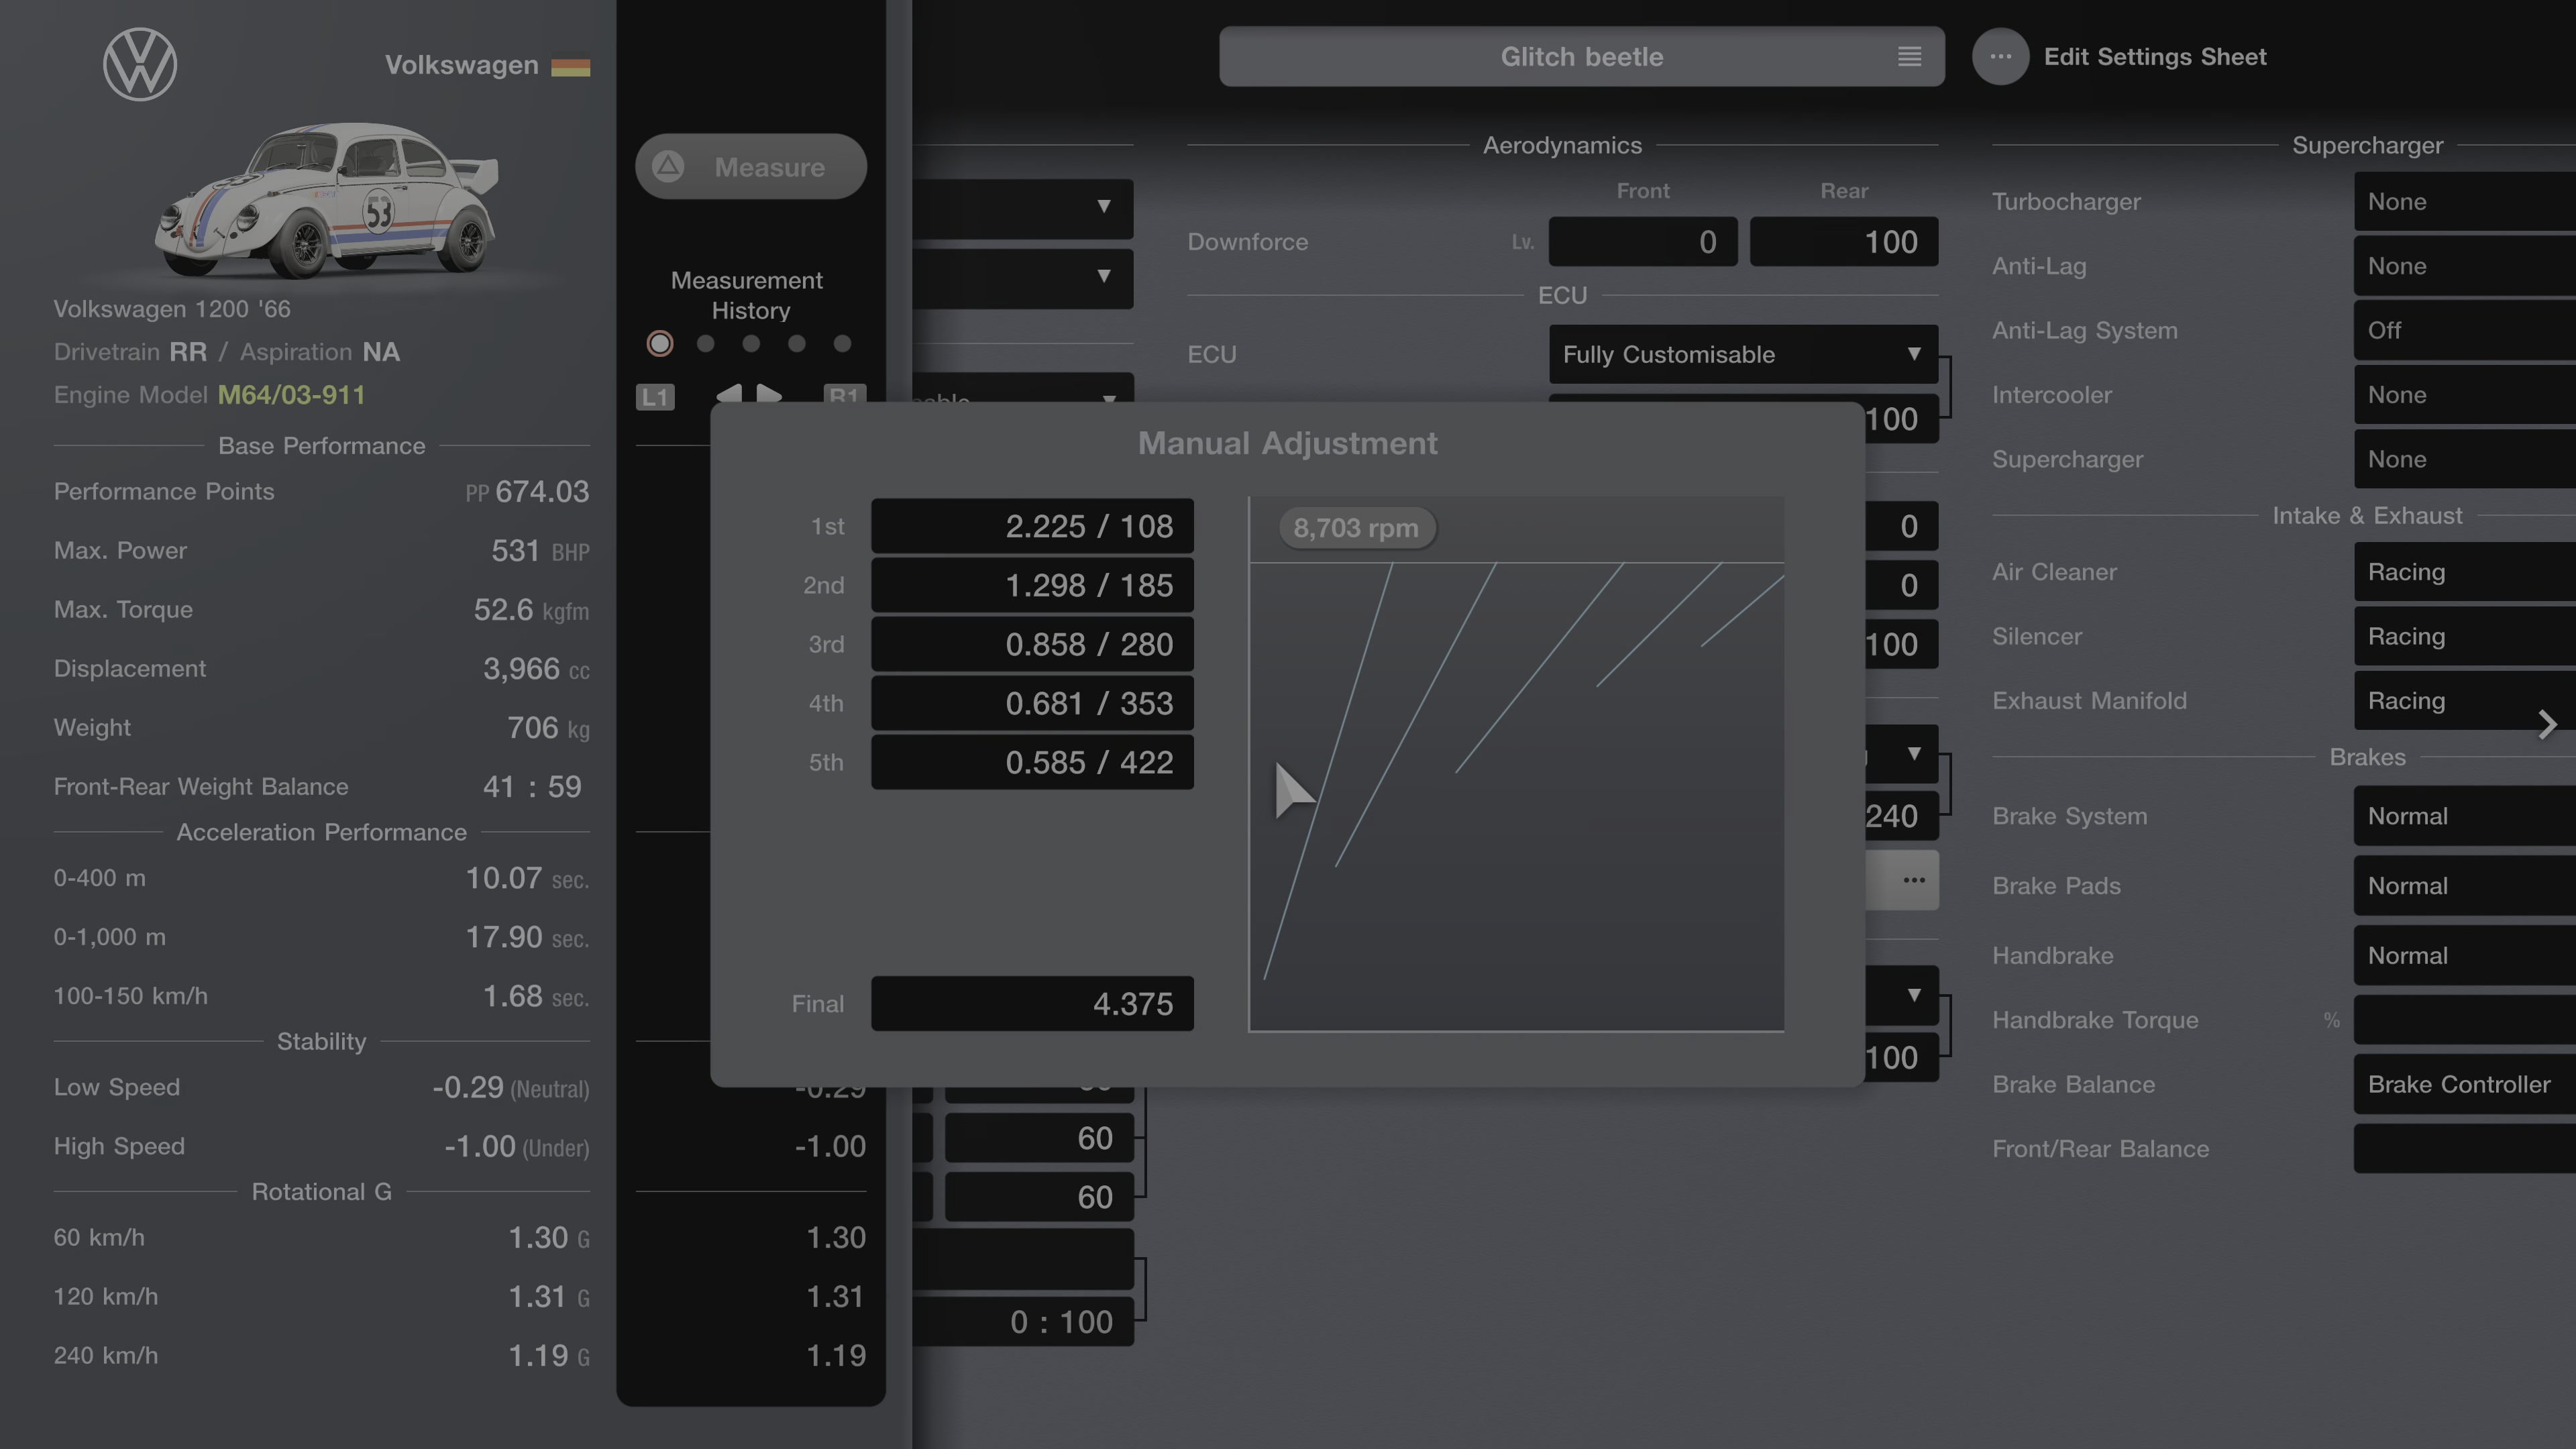 Volkswagen
Volkswagen 1200 '66
Drivetrain RR / Aspiration NA
Engine Model M64/03-911
Base Performance
Performance Points PP 674.03
Max. Power 531 BHP
Max. Torque 52.6 kgfm
Displacement 3,966 cc
Weight 706 kg
Front-Rear Weight Balance 41 : 59
Acceleration Performance
0-400 m 10.07 sec.
0-1,000 m 17.90 sec.
100-150 km/h 1.68 sec.
Stability
Low Speed -0.29 (Neutral)
High Speed -1.00 (Under)
Rotational G
60 km/h 1.30 G
120 km/h 1.31 G
240 km/h 1.19 G
53
Measure
Measurement
History
L1 R1
-0.29
-1.00
1.30
1.31
1.19
Glitch beetle
Edit Settings Sheet
60
60
0 : 100
Aerodynamics
Front Rear
Downforce Lv. 0 100
ECU
ECU Fully Customisable
100
0
0
100
240
100
Manual Adjustment
1st 2.225 / 108
2nd 1.298 / 185
3rd 0.858 / 280
4th 0.681 / 353
5th 0.585 / 422
Final 4.375
8,703 rpm
Supercharger
Turbocharger None
Anti-Lag None
Anti-Lag System Off
Intercooler None
Supercharger None
Intake & Exhaust
Air Cleaner Racing
Silencer Racing
Exhaust Manifold Racing
Brakes
Brake System Normal
Brake Pads Normal
Handbrake Normal
Handbrake Torque %
Brake Balance Brake Controller
Front/Rear Balance